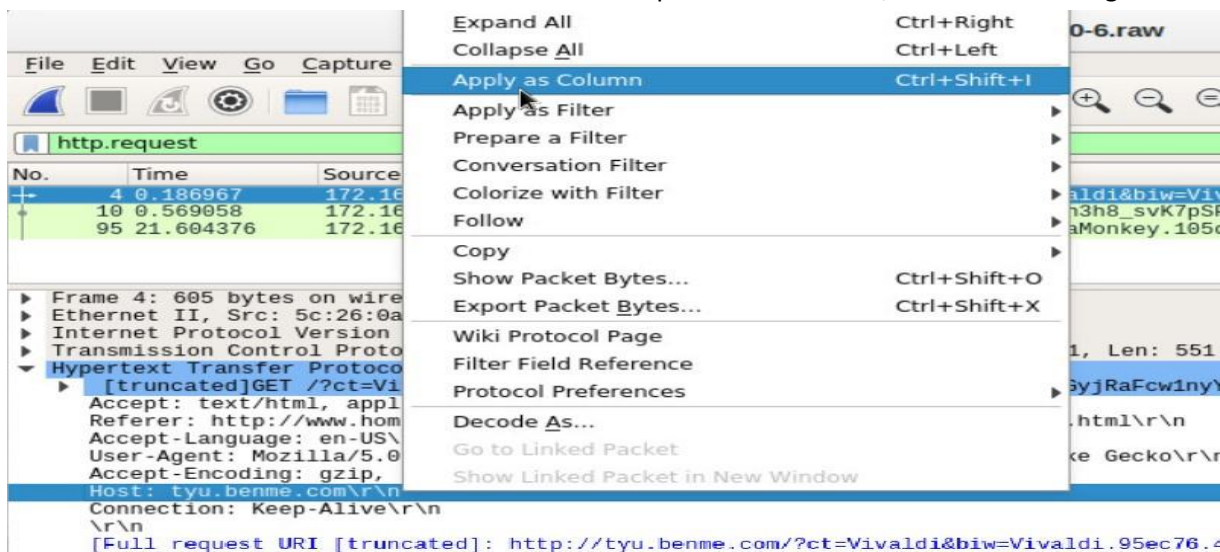 Expand All Ctrl+Right
0-6.raw
Collapse All Ctrl+Left
File Edit View Go Capture
Apply as Column Ctrl+Shift+I
Apply as Filter
http.request
Prepare a Filter
Conversation Filter
No. Time Source
Colorize with Filter
4 0.186967 172.16
aldi&biw=Viv
10 0.569058 172.16
n3h8_svK7pSF
Follow
95 21.604376 172.16
aMonkey.105
Copy
Show Packet Bytes... Ctrl+Shift+O
Frame 4: 605 bytes on wire
Export Packet Bytes... Ctrl+Shift+X
Ethernet II, Src: 5c:26:0a
Internet Protocol Version
Wiki Protocol Page
Transmission Control Proto
1, Len: 551
Filter Field Reference
Hypertext Transfer Protoco
[truncated]GET /?ct=Vi
Protocol Preferences
GyjRaFcw1nyY
Accept: text/html, appl
Referer: http://www.hom
Decode As...
.html\r\n
Accept-Language: en-US\
User-Agent: Mozilla/5.0
Go to Linked Packet
ke Gecko\r\n
Accept-Encoding: gzip,
Show Linked Packet in New Window
Host: tyu.benme.com\r\n
Connection: Keep-Alive\r\n
\r\n
[Full request URI [truncated]: http://tyu.benme.com/?ct=Vivaldi&biw=Vivaldi.95ec76.4